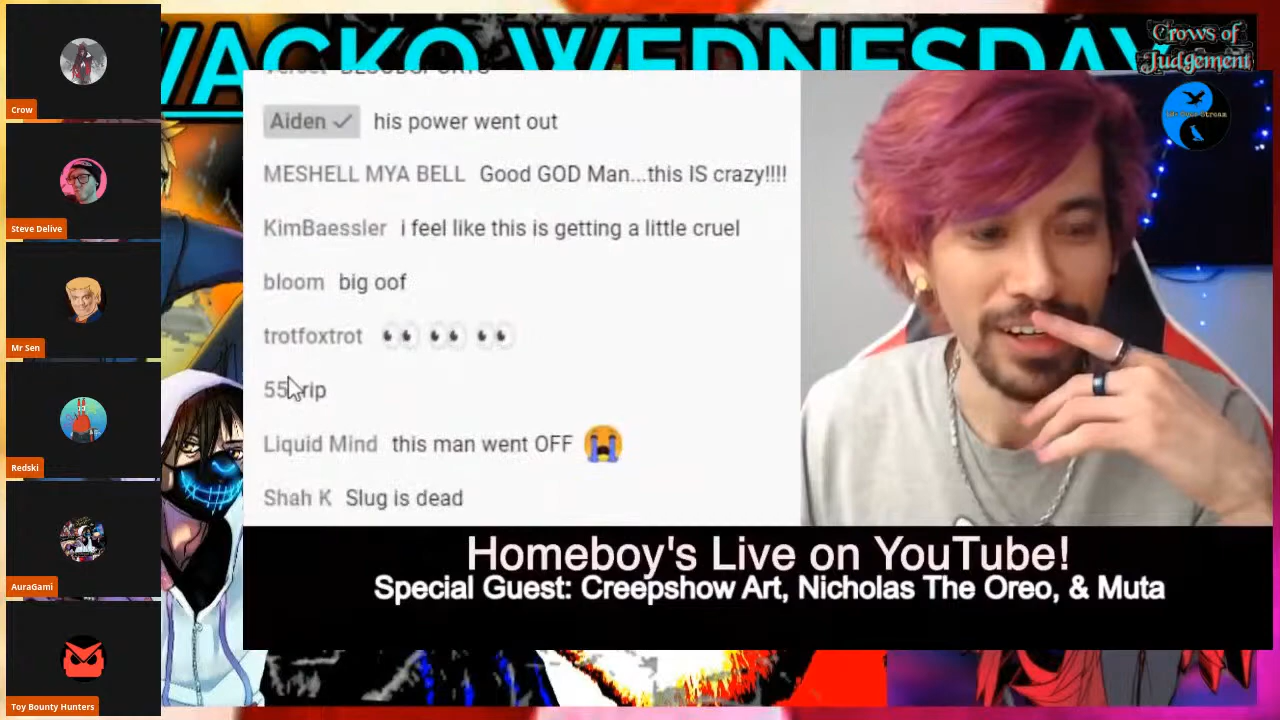 WACKO WEDNESDAY
Crows of
Judgement
Crow
Steve Delive
Mr Sen
Redski
AuraGami
Toy Bounty Hunters
Aiden his power went out
MESHELL MYA BELL Good GOD Man...this IS crazy!!!!
KimBaessler i feel like this is getting a little cruel
bloom big oof
trotfoxtrot
55 rip
Liquid Mind this man went OFF
Shah K Slug is dead
Homeboy's Live on YouTube!
Special Guest: Creepshow Art, Nicholas The Oreo, & Muta